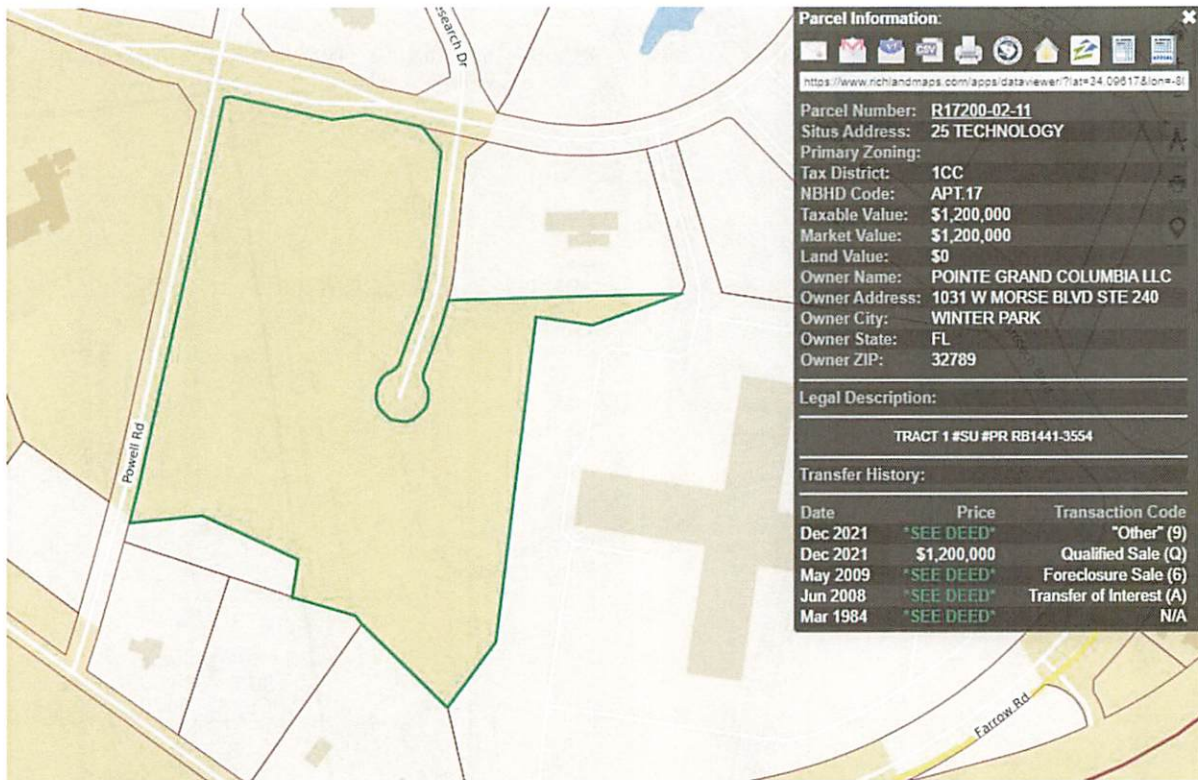 Research Dr
Powell Rd
Farrow Rd
Parcel Information:
CSV
https://www.richlandmaps.com/apps/dataviewer/?lat=34.09617&lon=-8
Parcel Number: R17200-02-11
Situs Address: 25 TECHNOLOGY
Primary Zoning:
Tax District: 1CC
NBHD Code: APT.17
Taxable Value: $1,200,000
Market Value: $1,200,000
Land Value: $0
Owner Name: POINTE GRAND COLUMBIA LLC
Owner Address: 1031 W MORSE BLVD STE 240
Owner City: WINTER PARK
Owner State: FL
Owner ZIP: 32789
Legal Description:
TRACT 1 #SU #PR RB1441-3554
Transfer History:
Date Price Transaction Code
Dec 2021 *SEE DEED* "Other" (9)
Dec 2021 $1,200,000 Qualified Sale (Q)
May 2009 *SEE DEED* Foreclosure Sale (6)
Jun 2008 *SEE DEED* Transfer of Interest (A)
Mar 1984 *SEE DEED* N/A